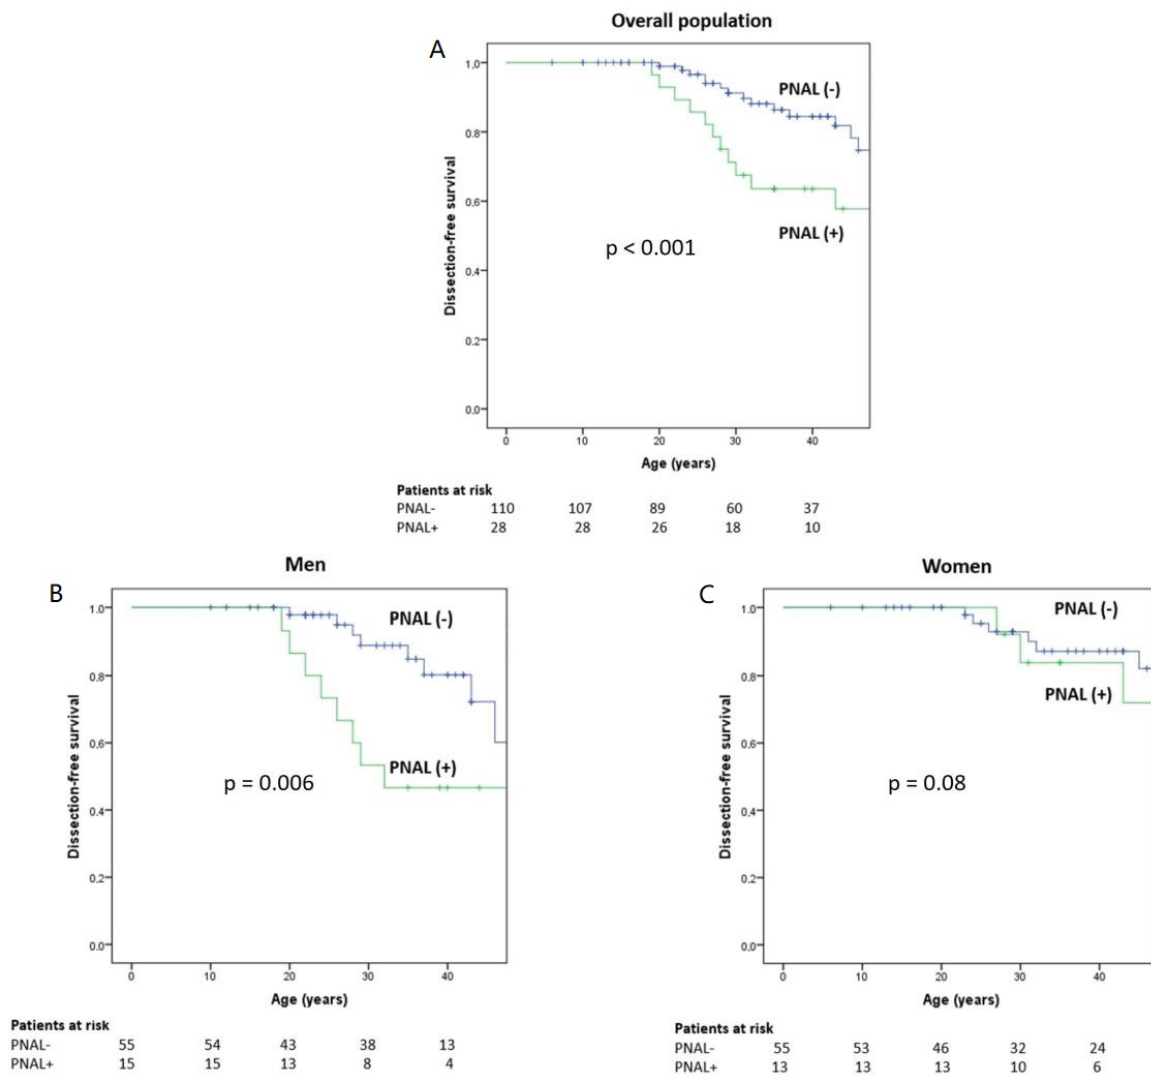 Overall population
A
1,0
0,8
0,6
0,4
0,2
0,0
Dissection-free survival
PNAL (-)
PNAL (+)
p < 0.001
0 10 20 30 40
Age (years)
Patients at risk
PNAL- 110 107 89 60 37
PNAL+ 28 28 26 18 10
Men
B
1,0
0,8
0,6
0,4
0,2
0,0
Dissection-free survival
PNAL (-)
PNAL (+)
p = 0.006
0 10 20 30 40
Age (years)
Patients at risk
PNAL- 55 54 43 38 13
PNAL+ 15 15 13 8 4
Women
C
1,0
0,8
0,6
0,4
0,2
0,0
Dissection-free survival
PNAL (-)
PNAL (+)
p = 0.08
0 10 20 30 40
Age (years)
Patients at risk
PNAL- 55 53 46 32 24
PNAL+ 13 13 13 10 6